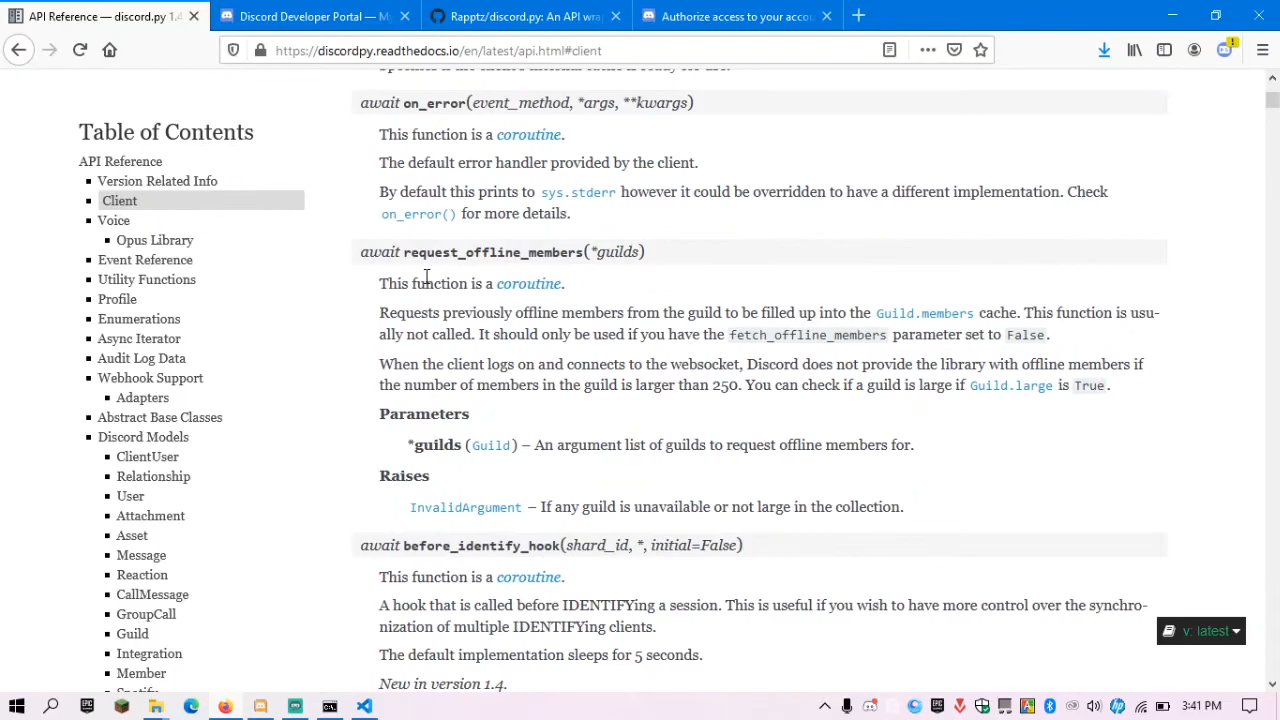 API Reference — discord.py 1.4
Discord Developer Portal — M
Rapptz/discord.py: An API wra
Authorize access to your accou
https://discordpy.readthedocs.io/en/latest/api.html#client
Table of Contents
API Reference
Version Related Info
Client
Voice
Opus Library
Event Reference
Utility Functions
Profile
Enumerations
Async Iterator
Audit Log Data
Webhook Support
Adapters
Abstract Base Classes
Discord Models
ClientUser
Relationship
User
Attachment
Asset
Message
Reaction
CallMessage
GroupCall
Guild
Integration
Member
await on_error(event_method, *args, **kwargs)
This function is a coroutine.
The default error handler provided by the client.
By default this prints to sys.stderr however it could be overridden to have a different implementation. Check
on_error() for more details.
await request_offline_members(*guilds)
This function is a coroutine.
Requests previously offline members from the guild to be filled up into the Guild.members cache. This function is usu-
ally not called. It should only be used if you have the fetch_offline_members parameter set to False.
When the client logs on and connects to the websocket, Discord does not provide the library with offline members if
the number of members in the guild is larger than 250. You can check if a guild is large if Guild.large is True.
Parameters
*guilds (Guild) – An argument list of guilds to request offline members for.
Raises
InvalidArgument – If any guild is unavailable or not large in the collection.
await before_identify_hook(shard_id, *, initial=False)
This function is a coroutine.
A hook that is called before IDENTIFYing a session. This is useful if you wish to have more control over the synchro-
nization of multiple IDENTIFYing clients.
The default implementation sleeps for 5 seconds.
New in version 1.4.
v: latest
3:41 PM